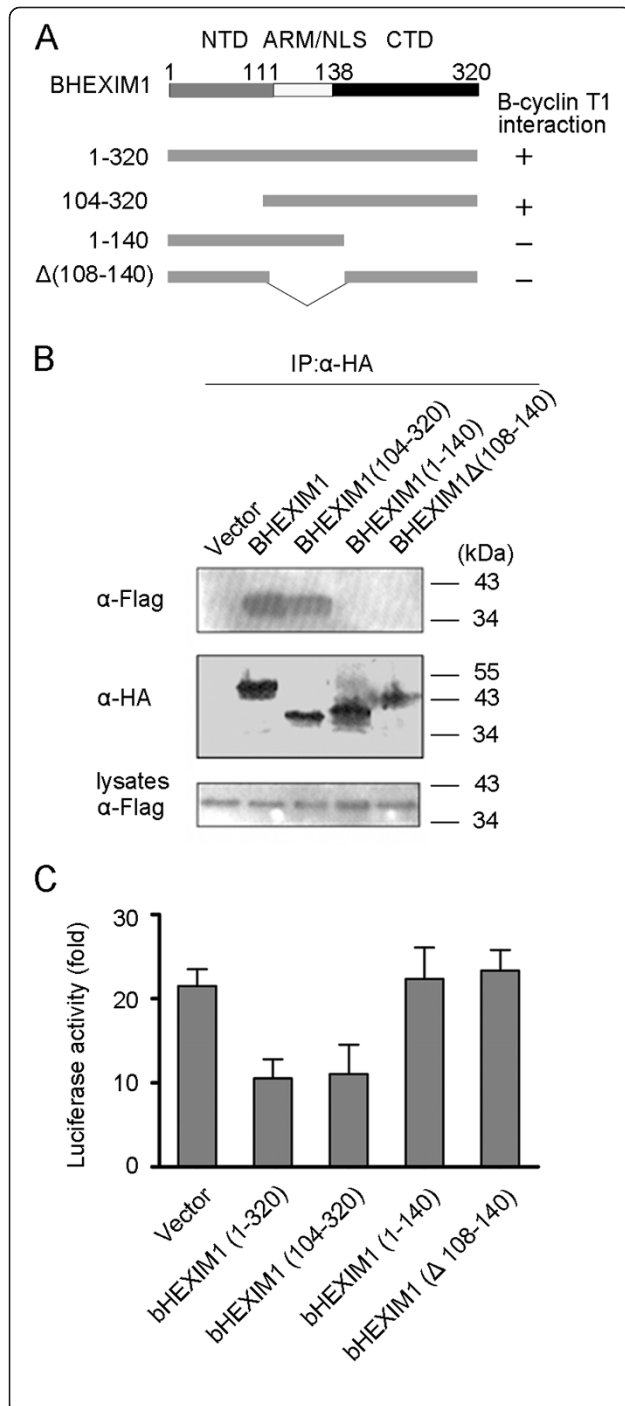 A
NTD ARM/NLS CTD
1 111 138 320
BHEXIM1
B-cyclin T1
interaction
1-320 +
104-320 +
1-140 −
Δ(108-140) −
B
IP:α-HA
Vector
BHEXIM1
BHEXIM1(104-320)
BHEXIM1(1-140)
BHEXIM1Δ(108-140)
(kDa)
α-Flag
43
34
α-HA
55
43
34
lysates
α-Flag
43
34
C
Luciferase activity (fold)
30
20
10
0
Vector
bHEXIM1 (1-320)
bHEXIM1 (104-320)
bHEXIM1 (1-140)
bHEXIM1 (Δ 108-140)